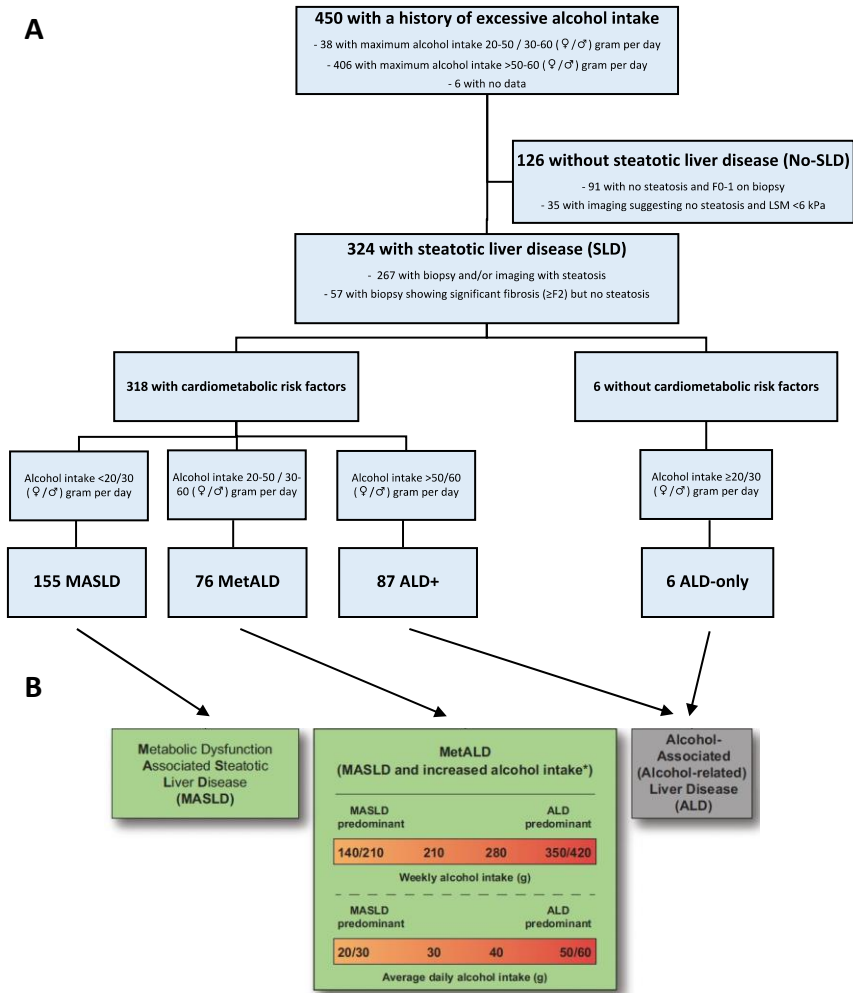 A
450 with a history of excessive alcohol intake
- 38 with maximum alcohol intake 20-50 / 30-60 (♀/♂) gram per day
- 406 with maximum alcohol intake >50-60 (♀/♂) gram per day
- 6 with no data
126 without steatotic liver disease (No-SLD)
- 91 with no steatosis and F0-1 on biopsy
- 35 with imaging suggesting no steatosis and LSM <6 kPa
324 with steatotic liver disease (SLD)
- 267 with biopsy and/or imaging with steatosis
- 57 with biopsy showing significant fibrosis (≥F2) but no steatosis
318 with cardiometabolic risk factors
6 without cardiometabolic risk factors
Alcohol intake <20/30
(♀/♂) gram per day
Alcohol intake 20-50 / 30-
60 (♀/♂) gram per day
Alcohol intake >50/60
(♀/♂) gram per day
Alcohol intake ≥20/30
(♀/♂) gram per day
155 MASLD
76 MetALD
87 ALD+
6 ALD-only
B
Metabolic Dysfunction
Associated Steatotic
Liver Disease
(MASLD)
MetALD
(MASLD and increased alcohol intake*)
MASLD
predominant
ALD
predominant
140/210 210 280 350/420
Weekly alcohol intake (g)
MASLD
predominant
ALD
predominant
20/30 30 40 50/60
Average daily alcohol intake (g)
Alcohol-
Associated
(Alcohol-related)
Liver Disease
(ALD)